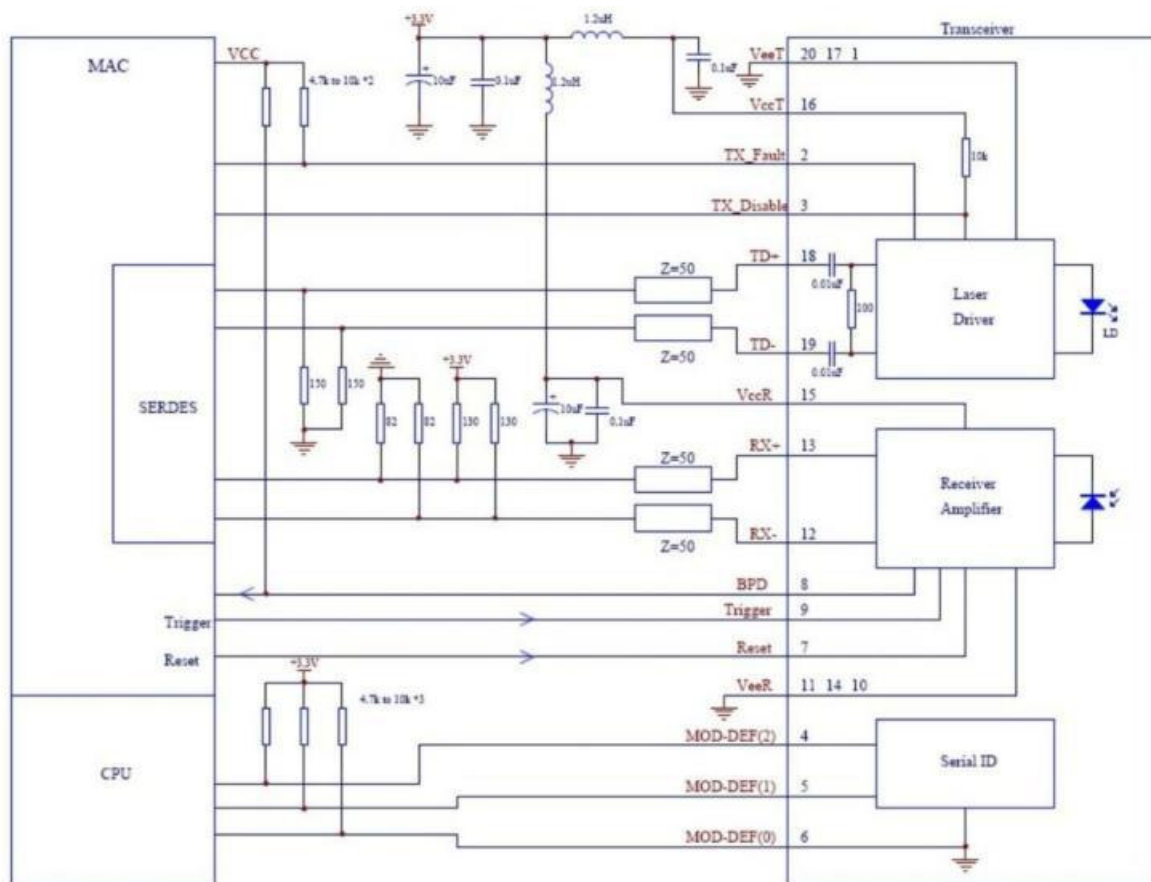 +3.3V
1.2uH
Transceiver
MAC
VCC
4.7k to 10k *2
10uF
0.1uF
1.2uH
0.1uF
VeeT 20 17 1
VccT 16
10k
TX_Fault 2
TX_Disable 3
SERDES
Z=50
TD+ 18
0.01uF
100
Laser
Driver
LD
Z=50
TD- 19
0.01uF
150
150
+3.3V
82
82
130
130
10uF
0.1uF
VccR 15
Z=50
RX+ 13
Receiver
Amplifier
Z=50
RX- 12
BPD 8
Trigger
Trigger 9
Reset
Reset 7
+3.3V
4.7k to 10k *3
VeeR 11 14 10
CPU
MOD-DEF(2) 4
Serial ID
MOD-DEF(1) 5
MOD-DEF(0) 6